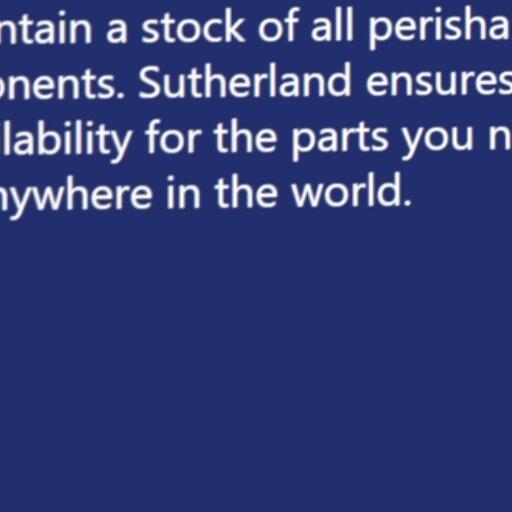 ntain a stock of all perisha
onents. Sutherland ensures
lability for the parts you n
nywhere in the world.